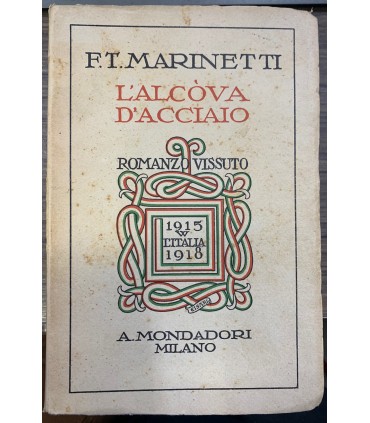 F.T. MARINETTI
L'ALCÒVA
D'ACCIAIO
ROMANZO VISSUTO
1915
W
L'ITALIA
1918
A. MONDADORI
MILANO